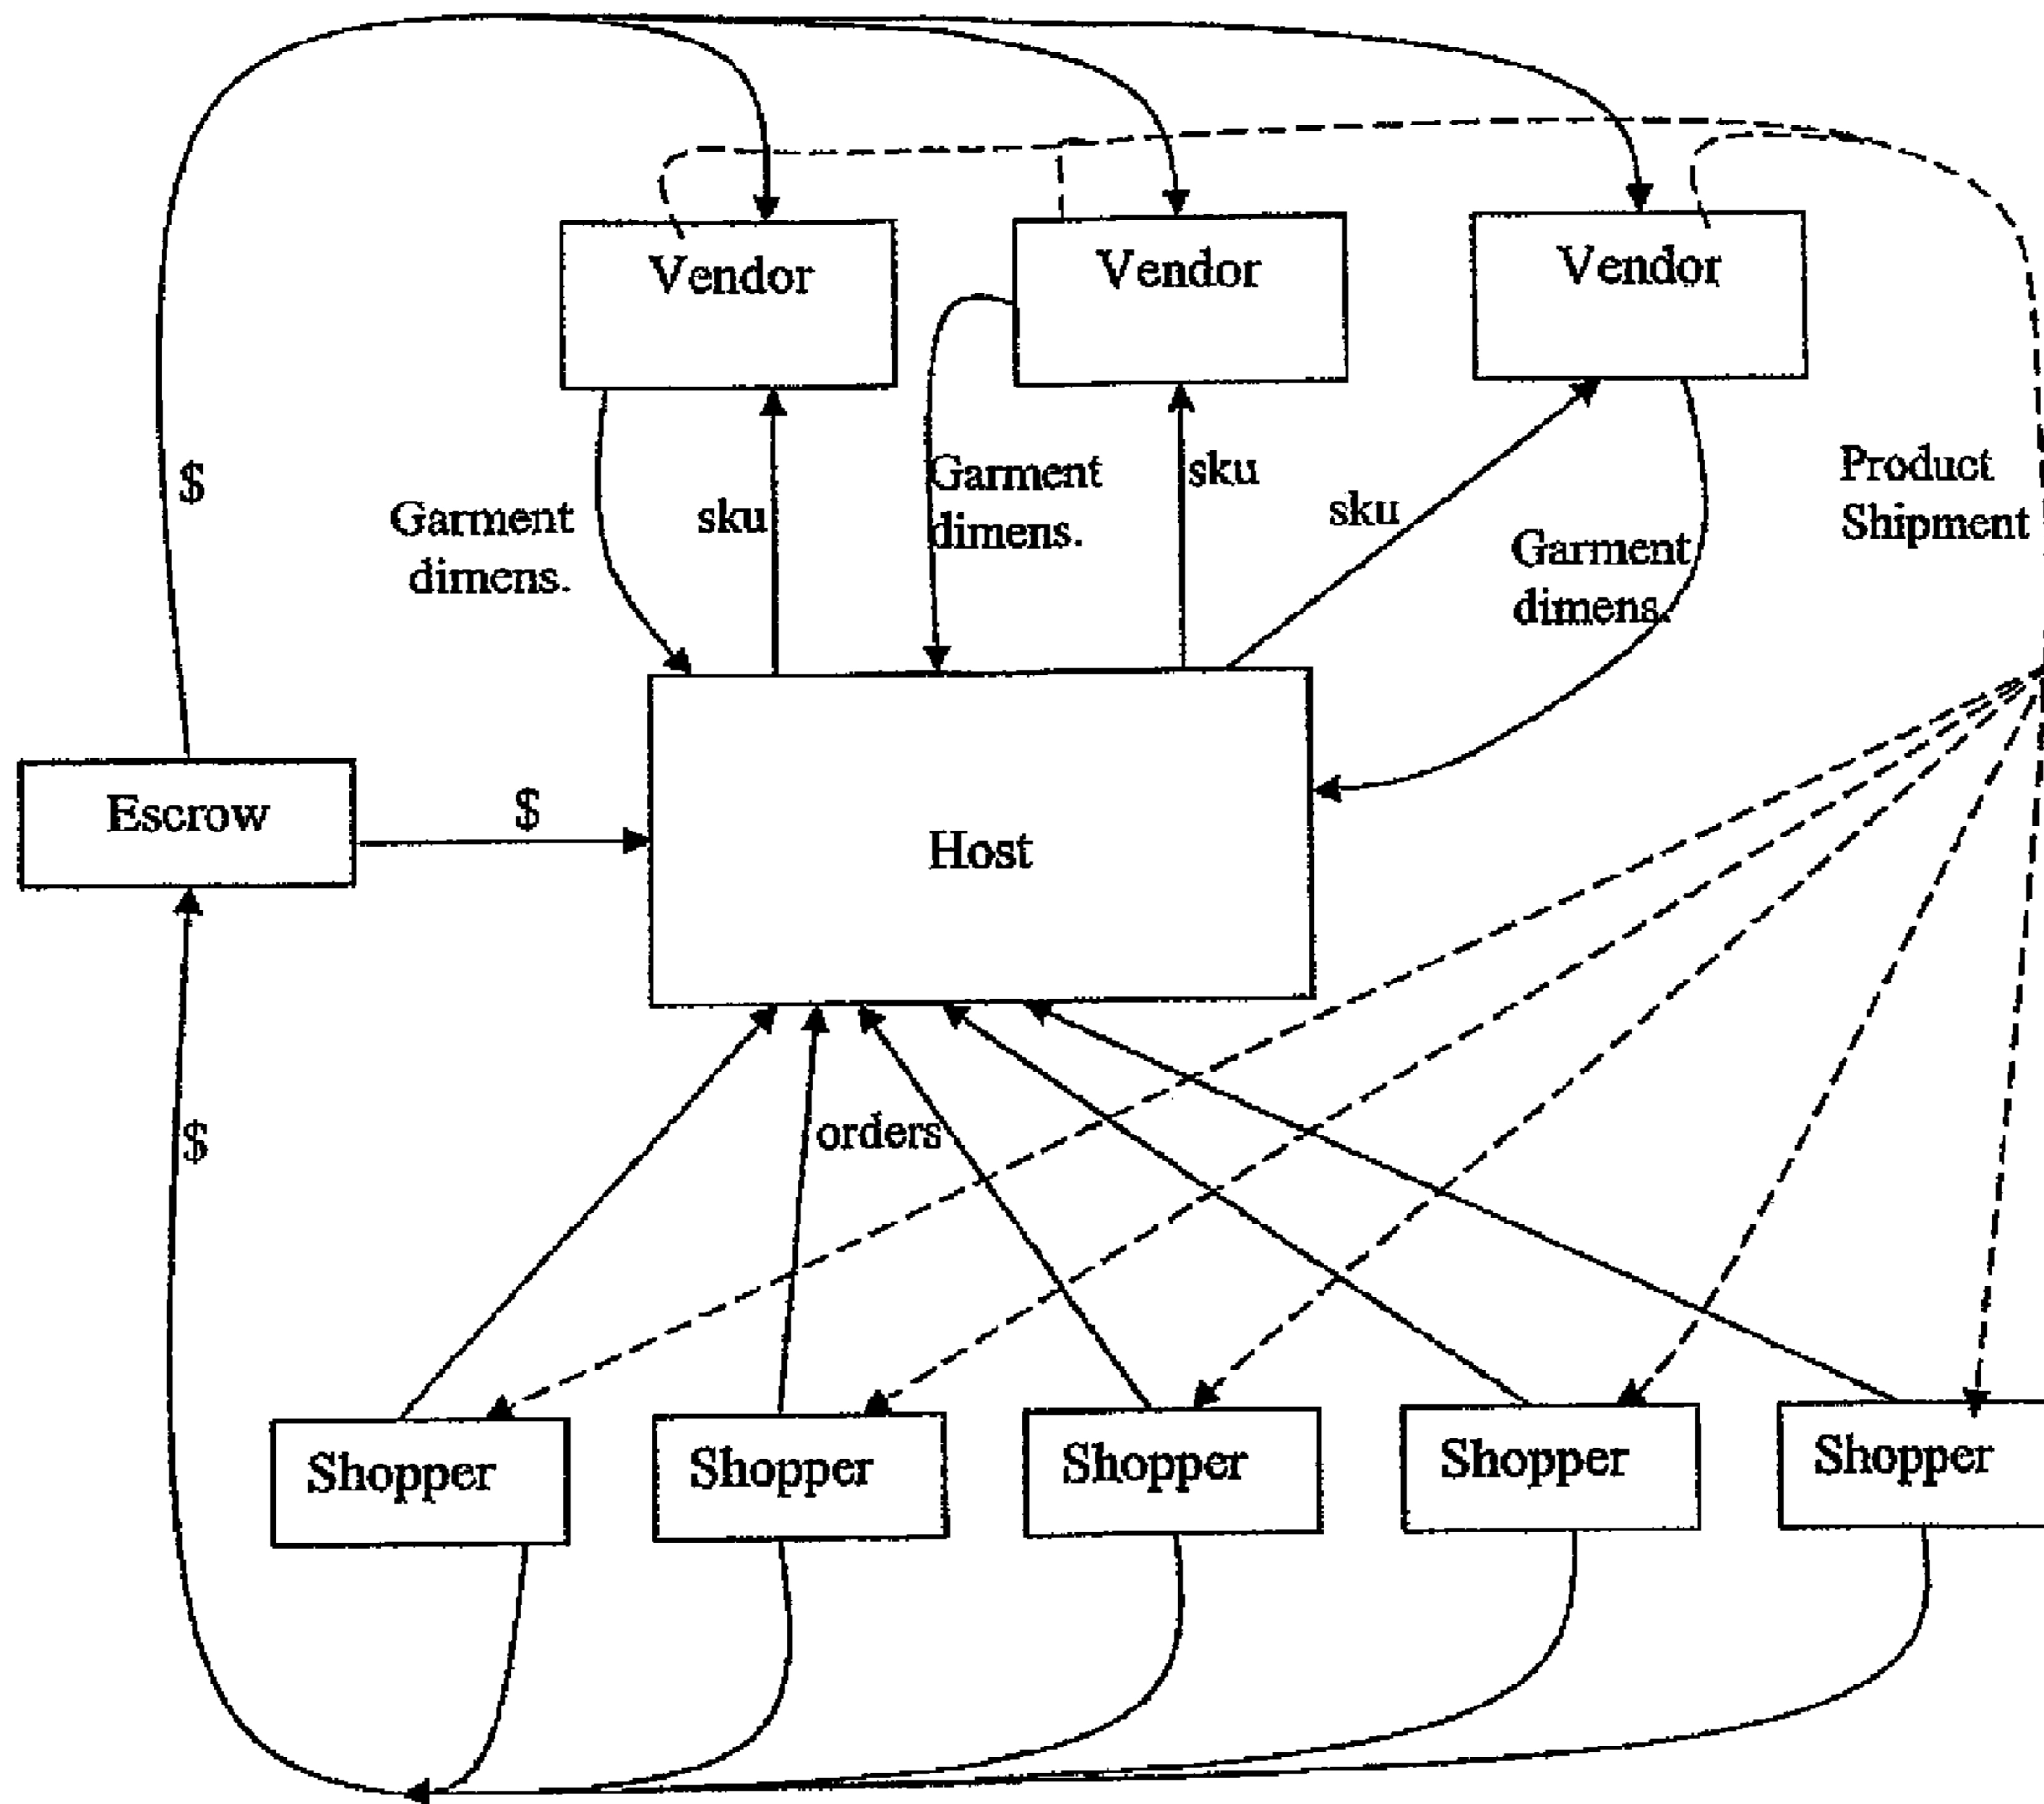 Vendor
Vendor
Vendor
$
Garment
dimens.
sku
Garment
dimens.
sku
sku
Garment
dimens.
Product
Shipment
Escrow
$
Host
$
orders
Shopper
Shopper
Shopper
Shopper
Shopper